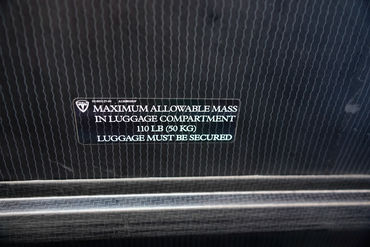 MAXIMUM ALLOWABLE MASS
IN LUGGAGE COMPARTMENT
110 LB (50 KG)
LUGGAGE MUST BE SECURED